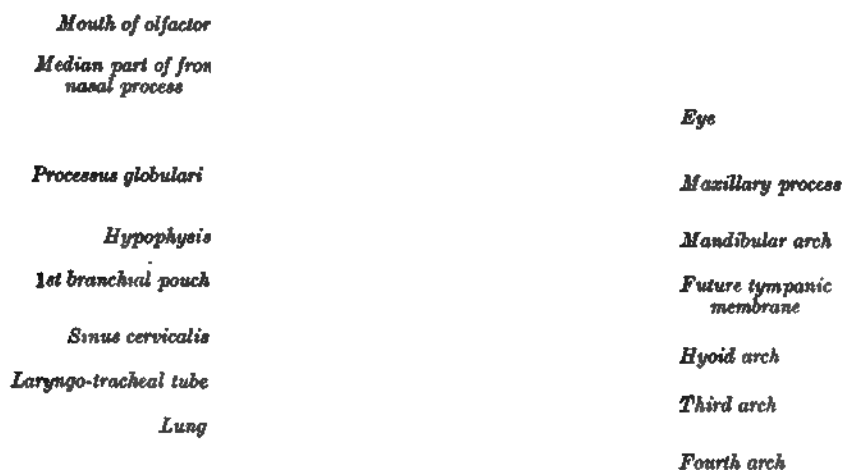 Mouth of olfactor
Median part of fron
nasal process
Processus globulari
Hypophysis
1st branchial pouch
Sinus cervicalis
Laryngo-tracheal tube
Lung
Eye
Maxillary process
Mandibular arch
Future tympanic
membrane
Hyoid arch
Third arch
Fourth arch